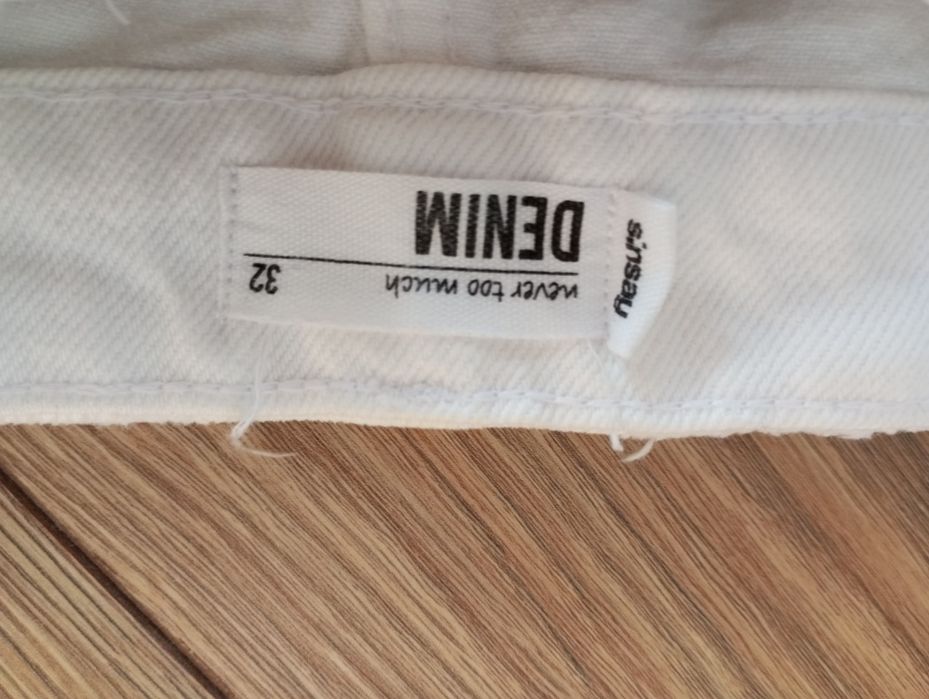 never too much 32
DENIM
sinsay